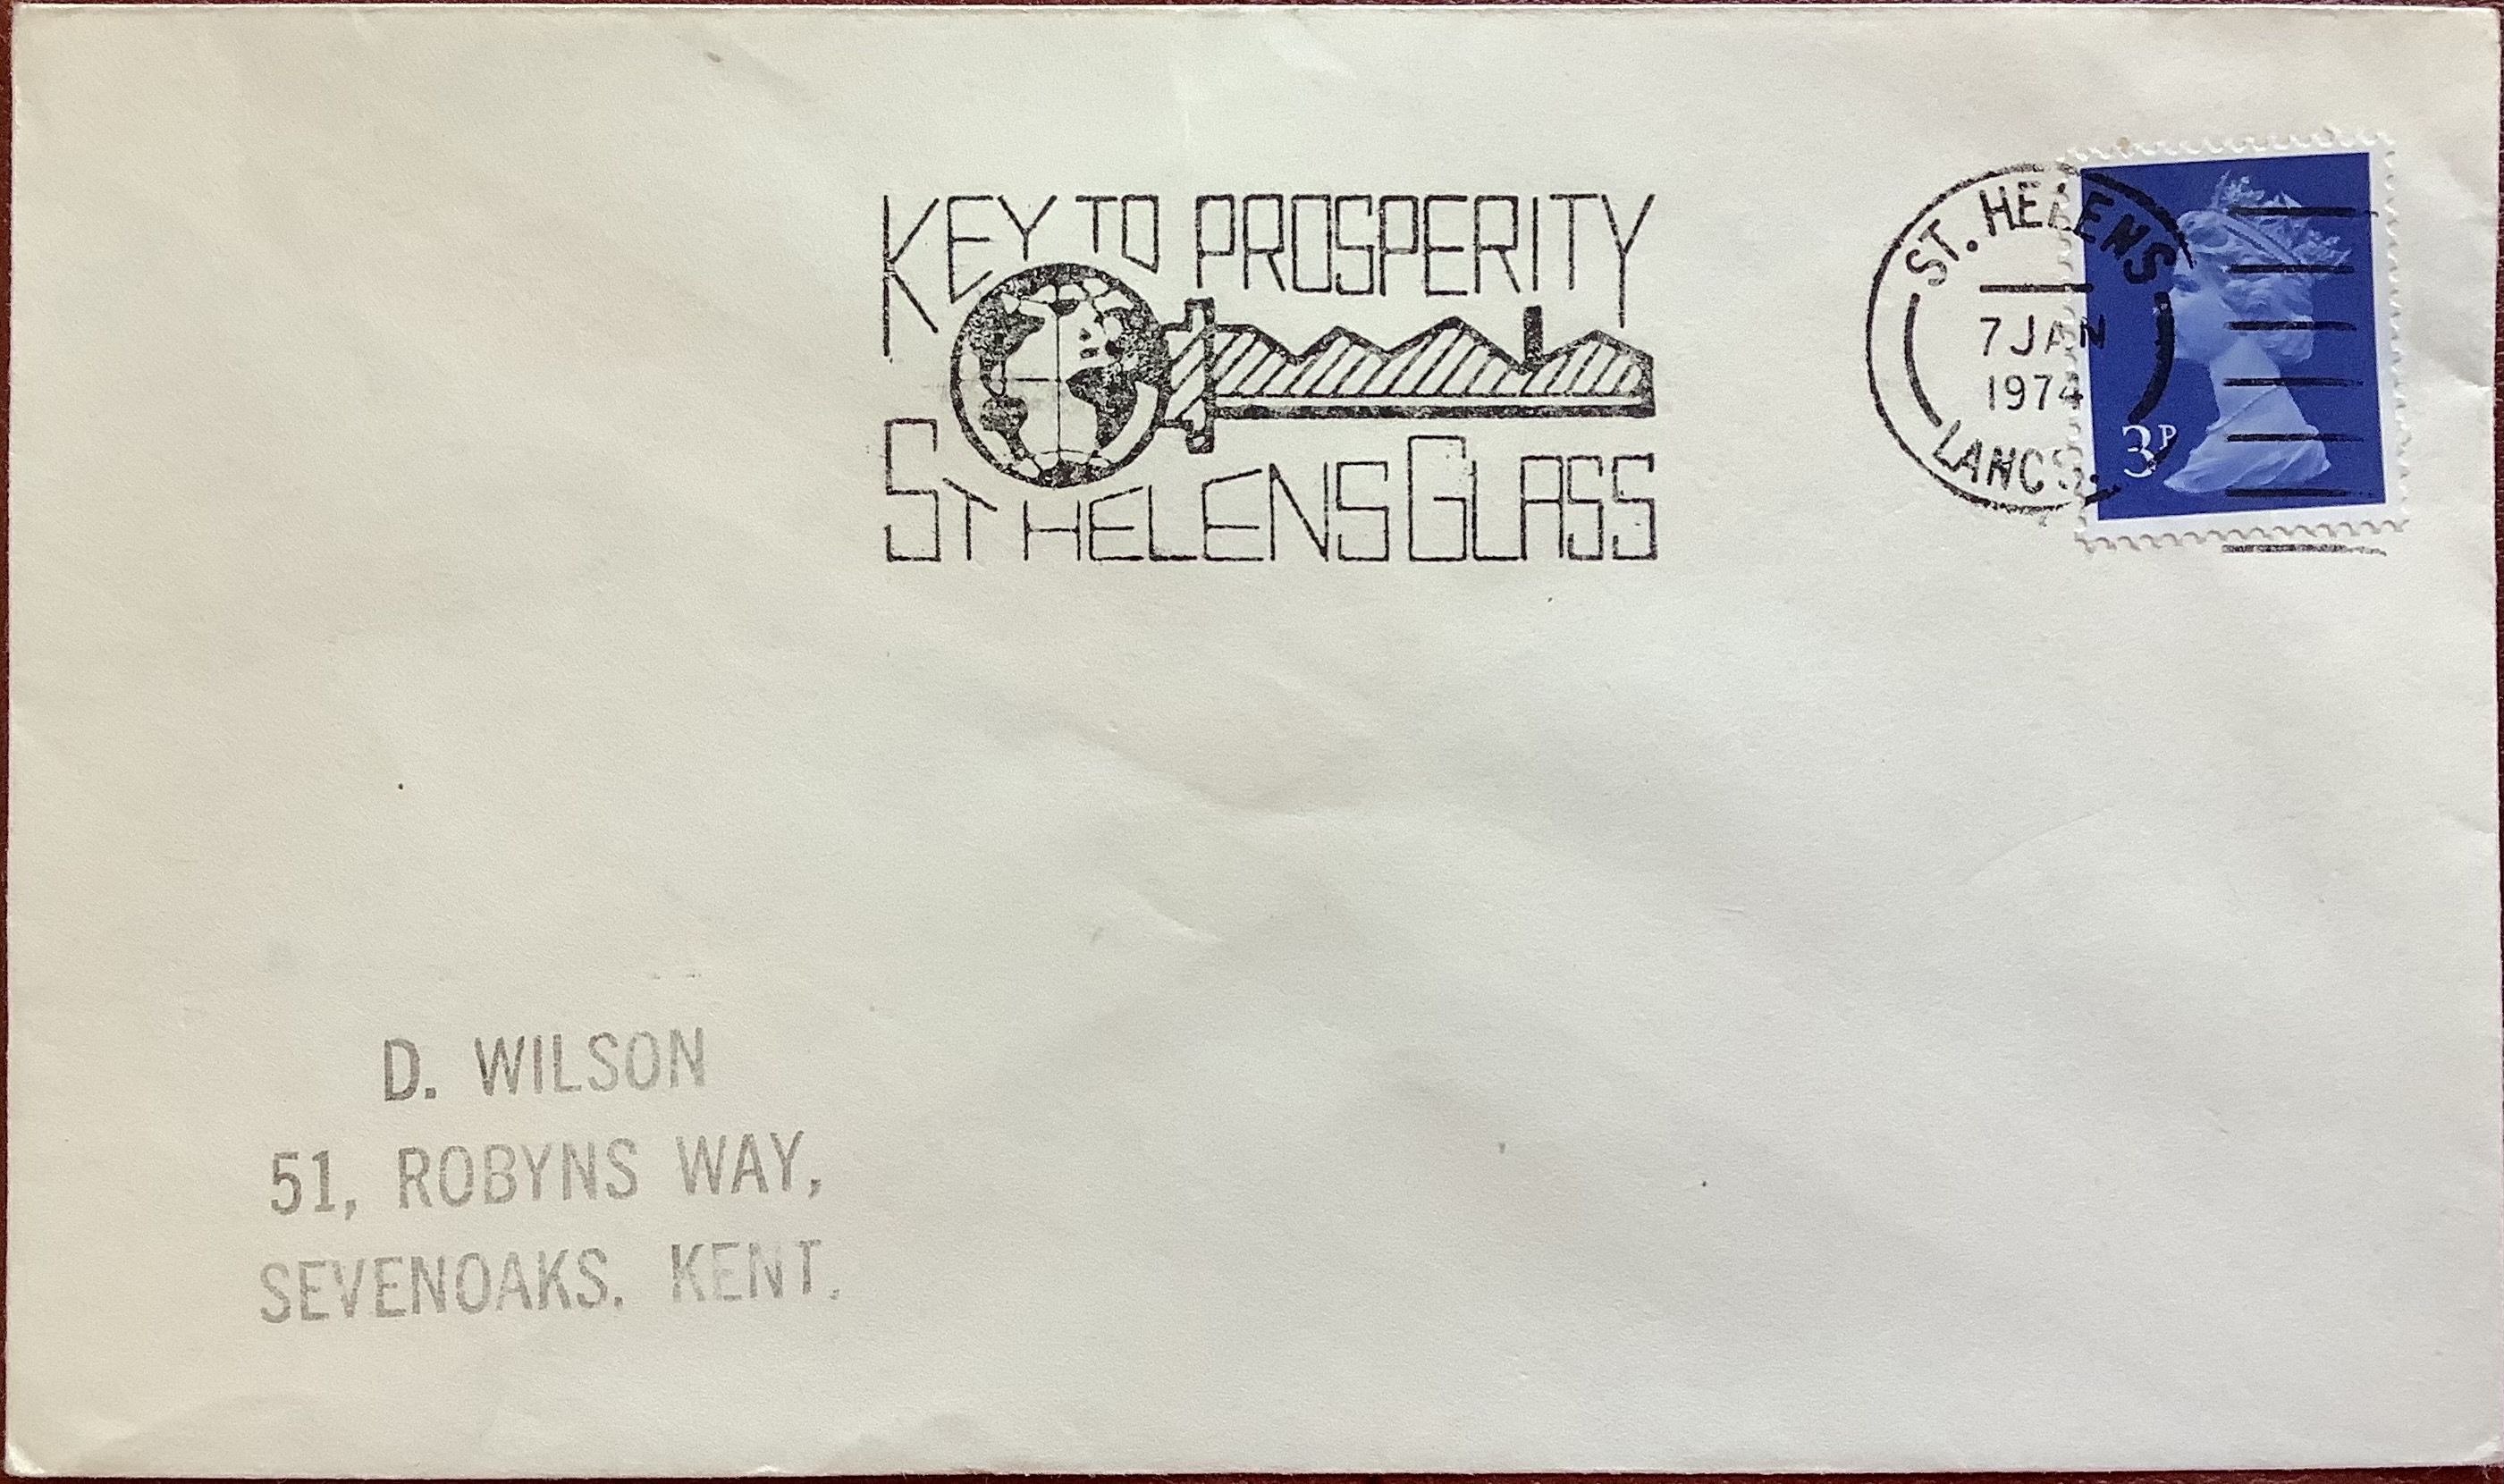 KEY TO PROSPERITY
ST HELENS GLASS
ST. HELENS
7 JAN
1974
LANCS.
3P
D. WILSON
51, ROBYNS WAY,
SEVENOAKS. KENT.